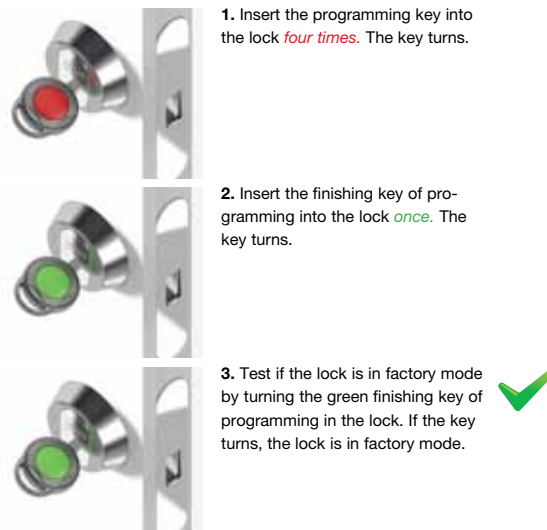 1. Insert the programming key into
the lock four times. The key turns.
2. Insert the finishing key of pro-
gramming into the lock once. The
key turns.
3. Test if the lock is in factory mode
by turning the green finishing key of
programming in the lock. If the key
turns, the lock is in factory mode.